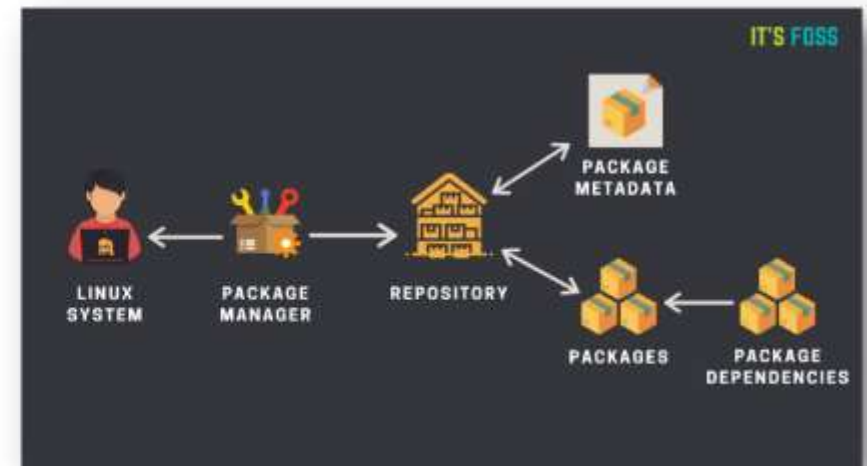 IT'S FOSS
PACKAGE
METADATA
LINUX
SYSTEM
PACKAGE
MANAGER
REPOSITORY
PACKAGES
PACKAGE
DEPENDENCIES